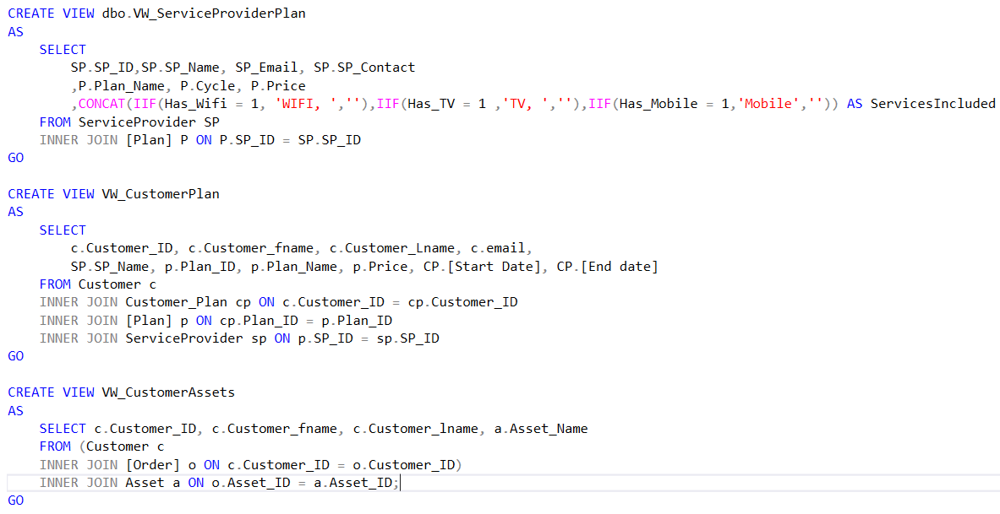 CREATE VIEW dbo.VW_ServiceProviderPlan
AS
    SELECT
        SP.SP_ID,SP.SP_Name, SP_Email, SP.SP_Contact
        ,P.Plan_Name, P.Cycle, P.Price
        ,CONCAT(IIF(Has_Wifi = 1, 'WIFI, ',''),IIF(Has_TV = 1 ,'TV, ',''),IIF(Has_Mobile = 1,'Mobile','')) AS ServicesIncluded
    FROM ServiceProvider SP
    INNER JOIN [Plan] P ON P.SP_ID = SP.SP_ID
GO

CREATE VIEW VW_CustomerPlan
AS
    SELECT
        c.Customer_ID, c.Customer_fname, c.Customer_Lname, c.email,
        SP.SP_Name, p.Plan_ID, p.Plan_Name, p.Price, CP.[Start Date], CP.[End date]
    FROM Customer c
    INNER JOIN Customer_Plan cp ON c.Customer_ID = cp.Customer_ID
    INNER JOIN [Plan] p ON cp.Plan_ID = p.Plan_ID
    INNER JOIN ServiceProvider sp ON p.SP_ID = sp.SP_ID
GO

CREATE VIEW VW_CustomerAssets
AS
    SELECT c.Customer_ID, c.Customer_fname, c.Customer_lname, a.Asset_Name
    FROM (Customer c
    INNER JOIN [Order] o ON c.Customer_ID = o.Customer_ID)
    INNER JOIN Asset a ON o.Asset_ID = a.Asset_ID;
GO